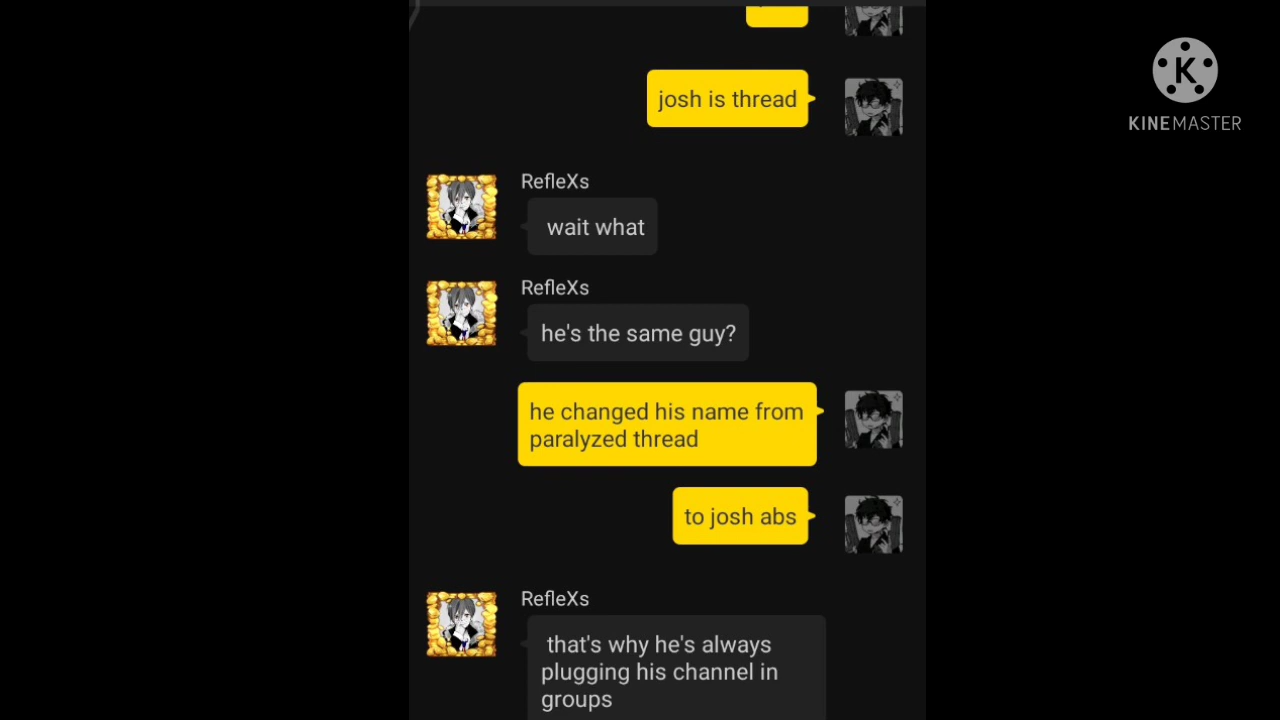 josh is thread
K
KINEMASTER
RefleXs
wait what
RefleXs
he's the same guy?
he changed his name from
paralyzed thread
to josh abs
RefleXs
that's why he's always
plugging his channel in
groups